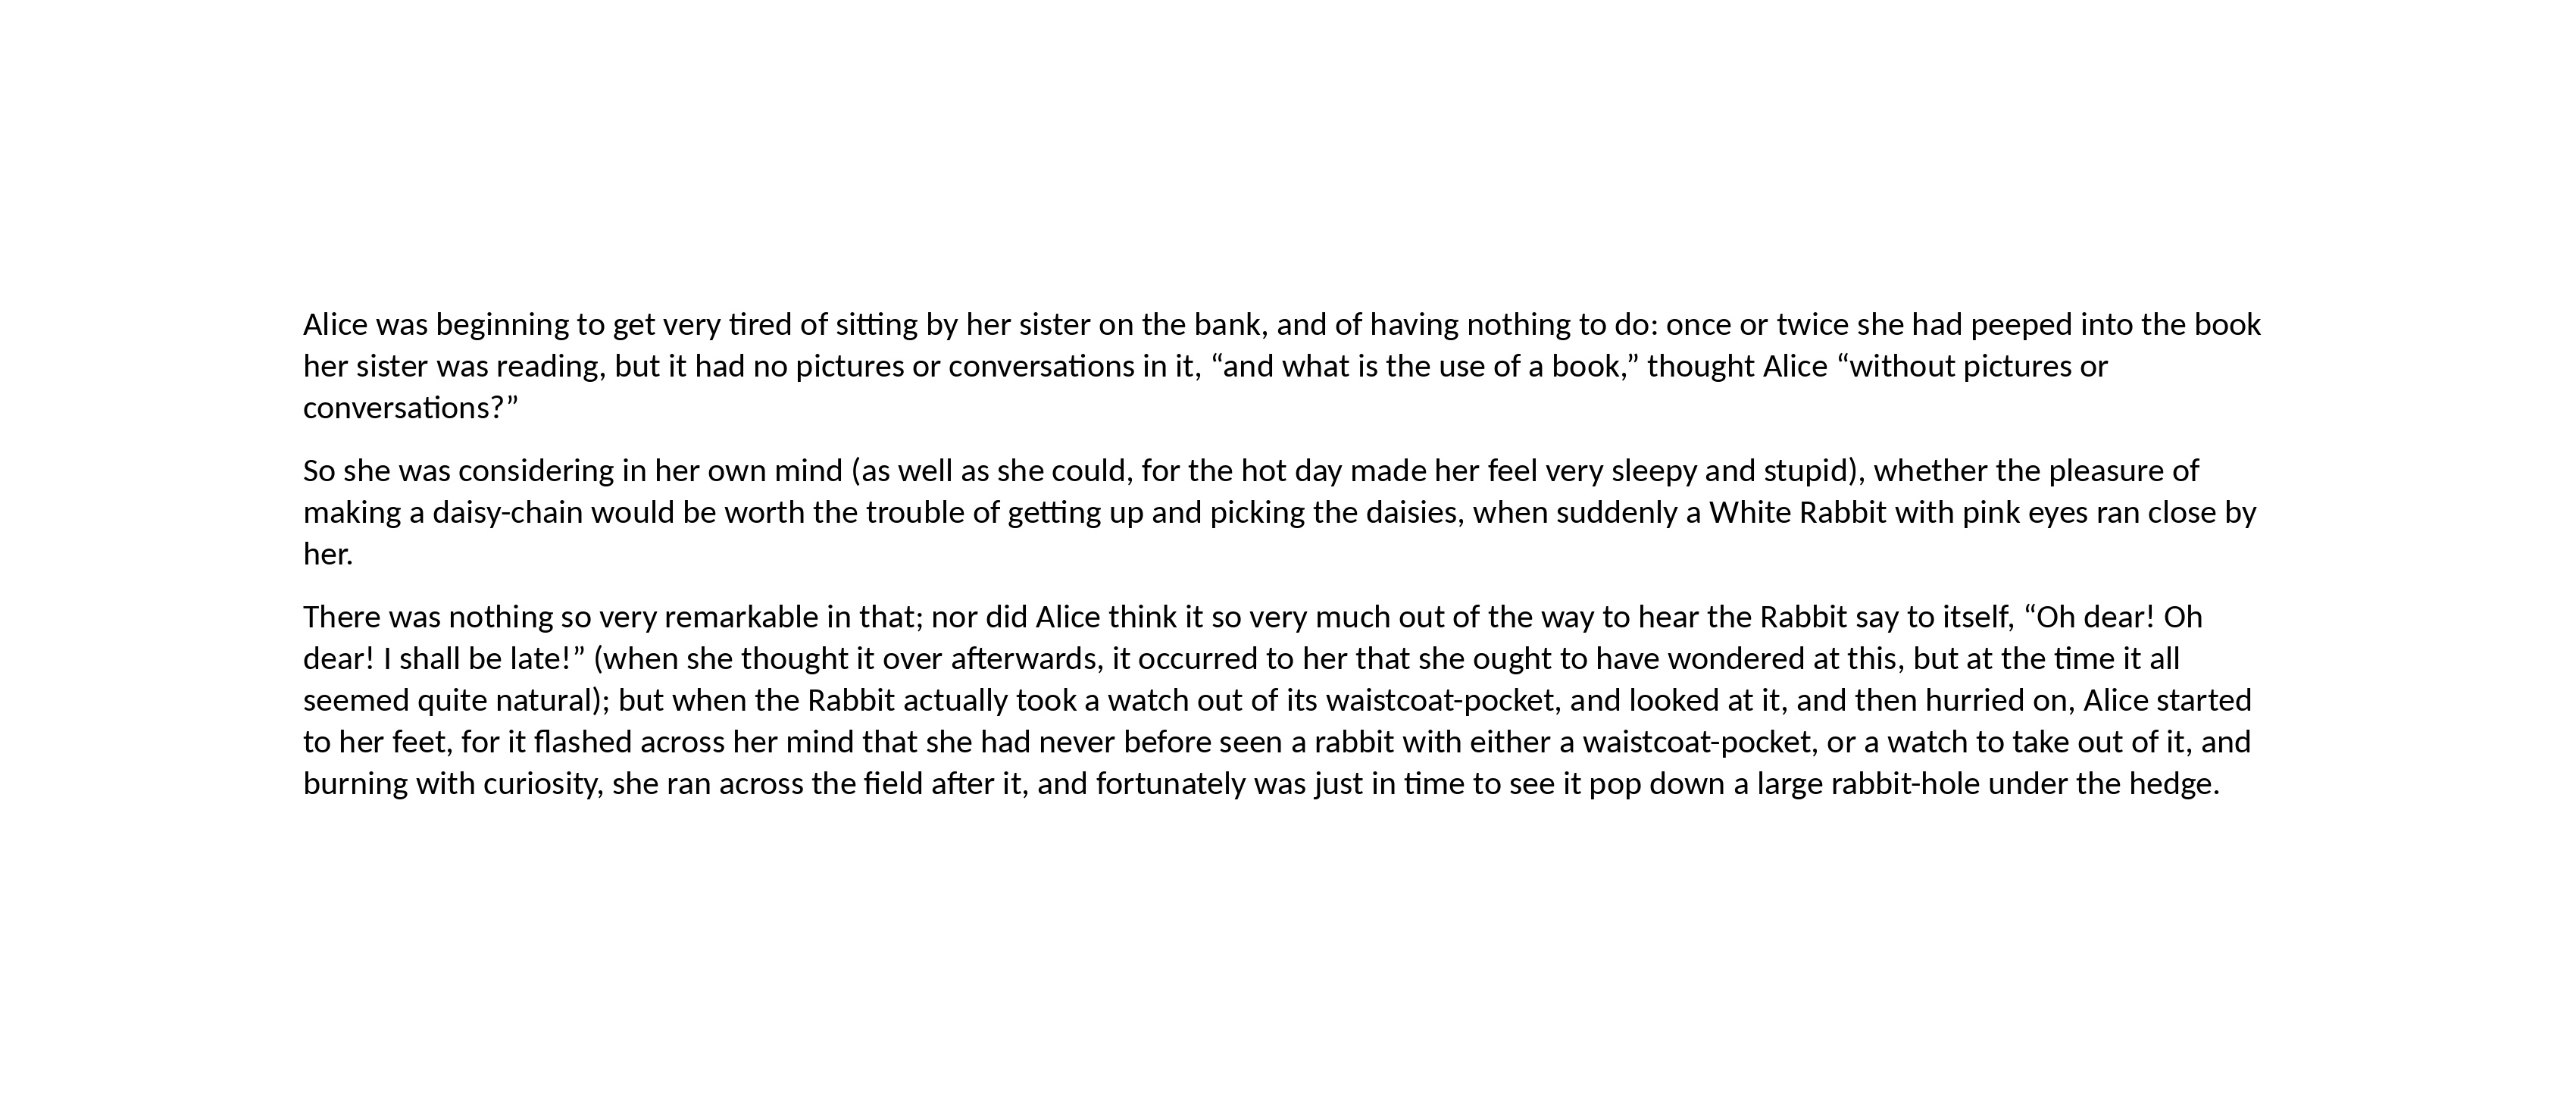 Alice was beginning to get very tired of sitting by her sister on the bank, and of having nothing to do: once or twice she had peeped into the book
her sister was reading, but it had no pictures or conversations in it, “and what is the use of a book,” thought Alice “without pictures or
conversations?”
So she was considering in her own mind (as well as she could, for the hot day made her feel very sleepy and stupid), whether the pleasure of
making a daisy-chain would be worth the trouble of getting up and picking the daisies, when suddenly a White Rabbit with pink eyes ran close by
her.
There was nothing so very remarkable in that; nor did Alice think it so very much out of the way to hear the Rabbit say to itself, “Oh dear! Oh
dear! I shall be late!” (when she thought it over afterwards, it occurred to her that she ought to have wondered at this, but at the time it all
seemed quite natural); but when the Rabbit actually took a watch out of its waistcoat-pocket, and looked at it, and then hurried on, Alice started
to her feet, for it flashed across her mind that she had never before seen a rabbit with either a waistcoat-pocket, or a watch to take out of it, and
burning with curiosity, she ran across the field after it, and fortunately was just in time to see it pop down a large rabbit-hole under the hedge.